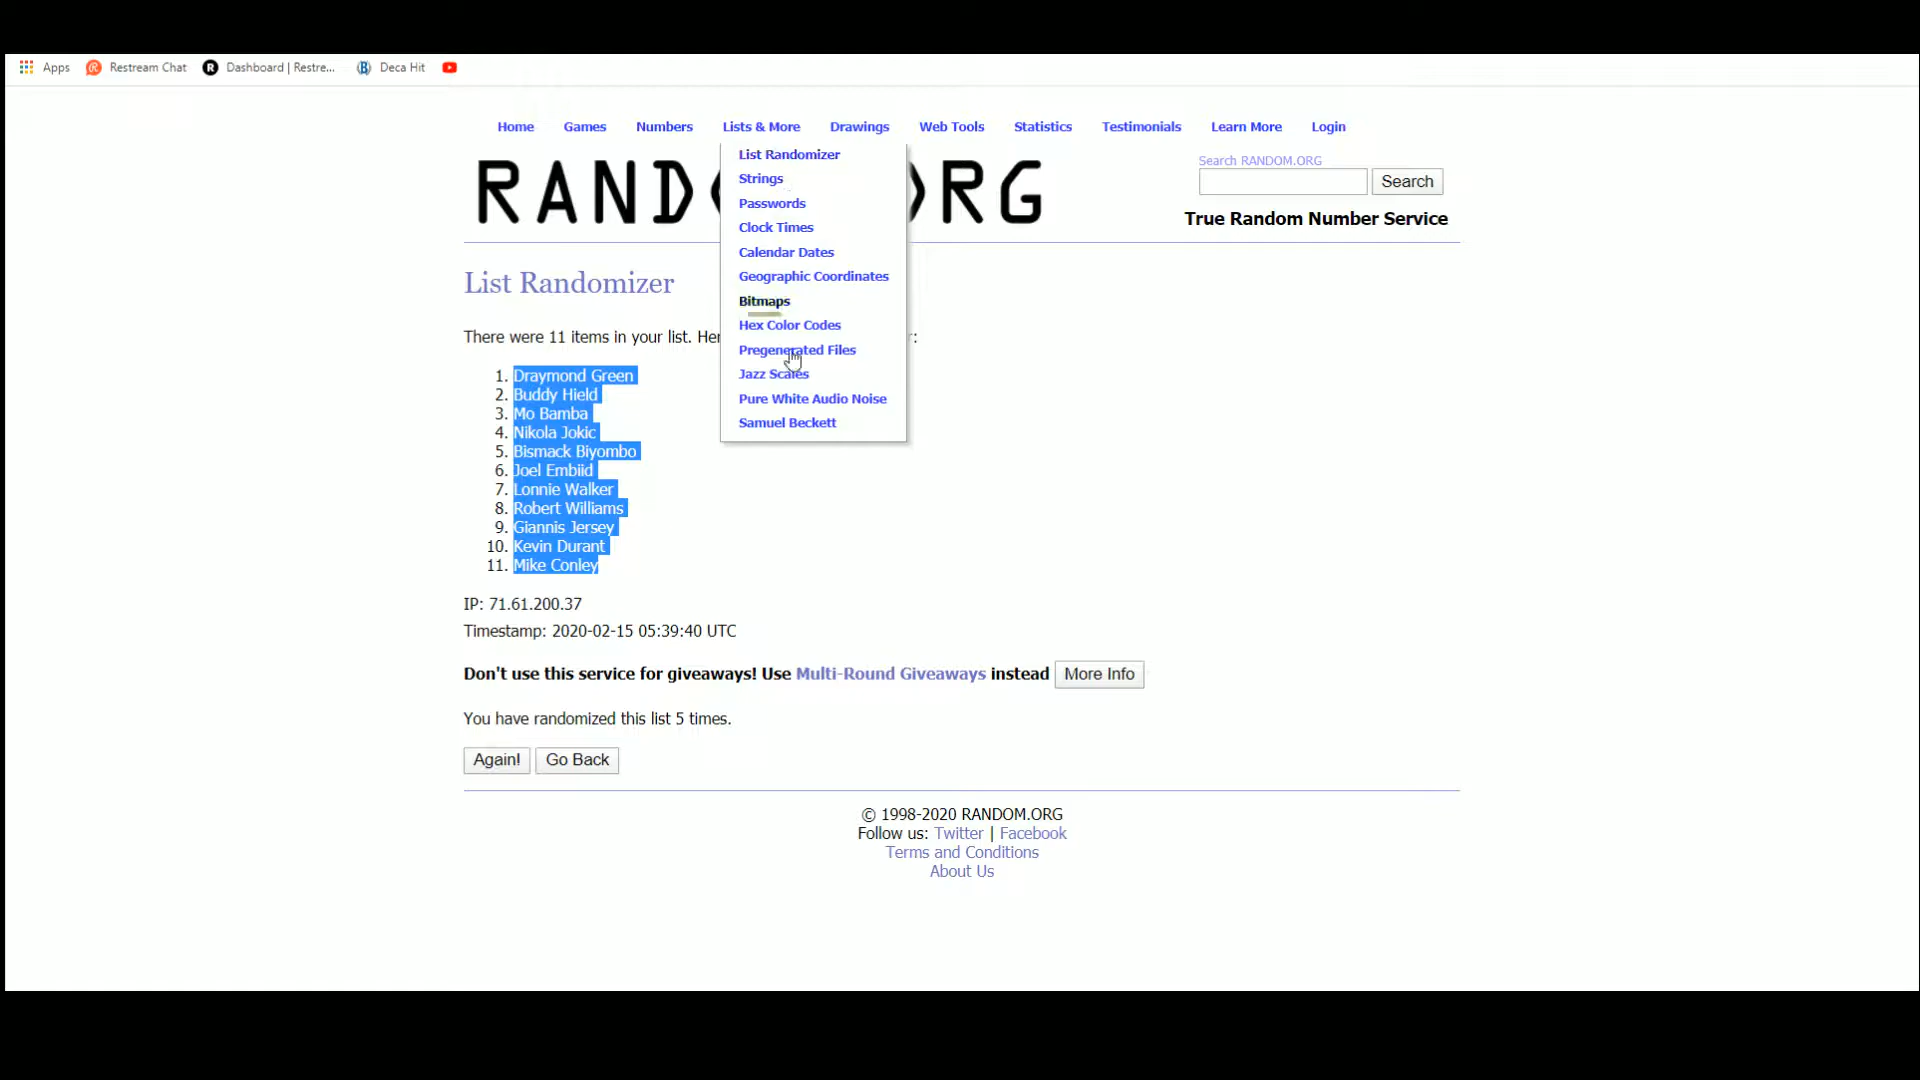 Apps Restream Chat Dashboard | Restre... Deca Hit
Home Games Numbers Lists & More Drawings Web Tools Statistics Testimonials Learn More Login
List Randomizer
Strings
Passwords
Clock Times
Calendar Dates
Geographic Coordinates
Bitmaps
Hex Color Codes
Pregenerated Files
Jazz Scales
Pure White Audio Noise
Samuel Beckett
RAND RG
Search RANDOM.ORG
Search
True Random Number Service
List Randomizer
There were 11 items in your list. :
1. Draymond Green
2. Buddy Hield
3. Mo Bamba
4. Nikola Jokic
5. Bismack Biyombo
6. Joel Embiid
7. Lonnie Walker
8. Robert Williams
9. Giannis Jersey
10. Kevin Durant
11. Mike Conley
IP: 71.61.200.37
Timestamp: 2020-02-15 05:39:40 UTC
Don't use this service for giveaways! Use Multi-Round Giveaways instead More Info
You have randomized this list 5 times.
Again! Go Back
© 1998-2020 RANDOM.ORG
Follow us: Twitter | Facebook
Terms and Conditions
About Us